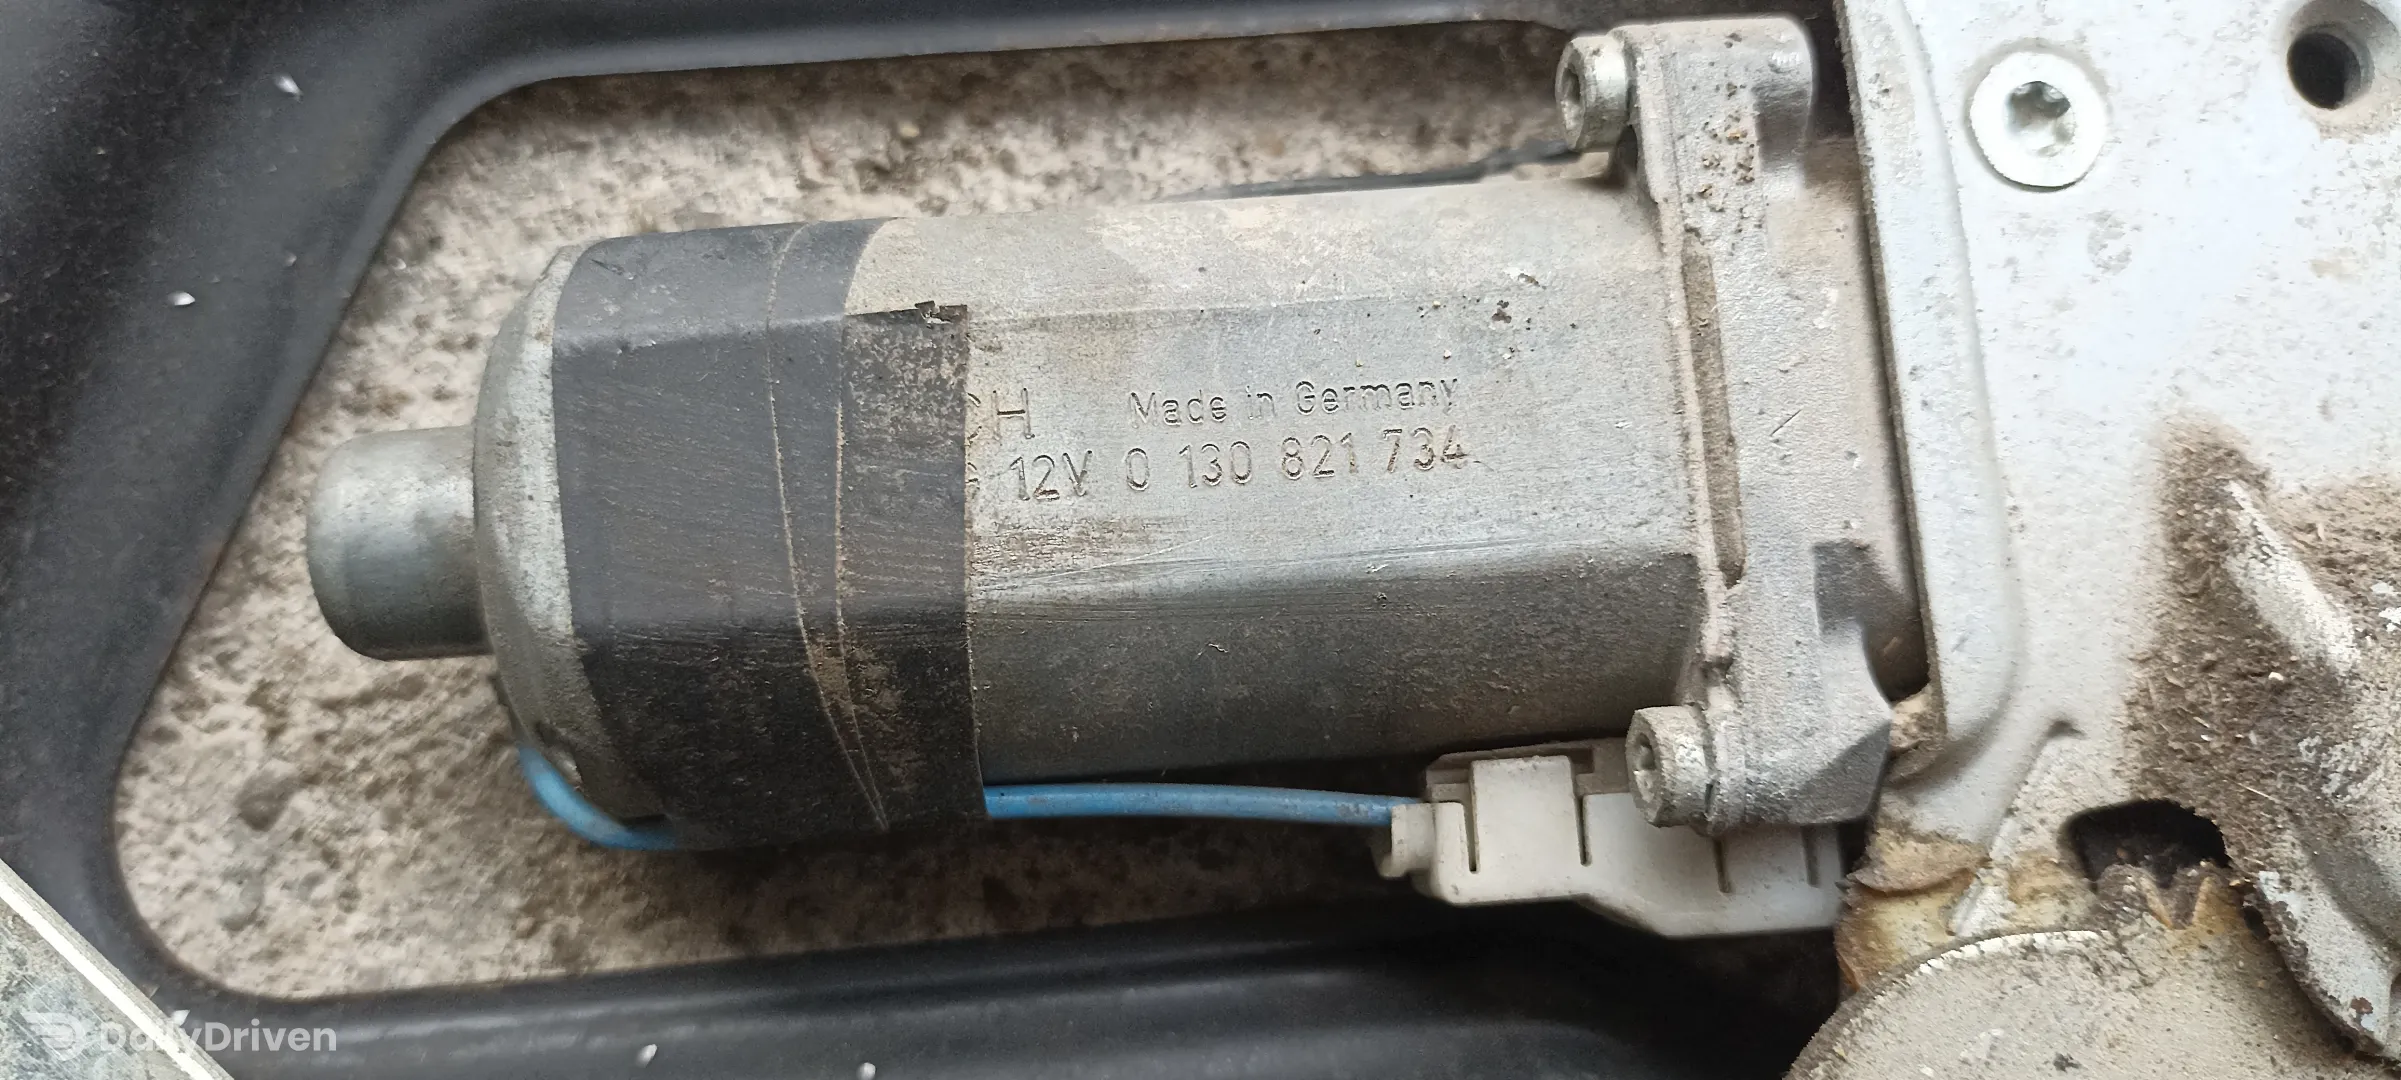 CH Made in Germany
12V 0 130 821 734
DailyDriven